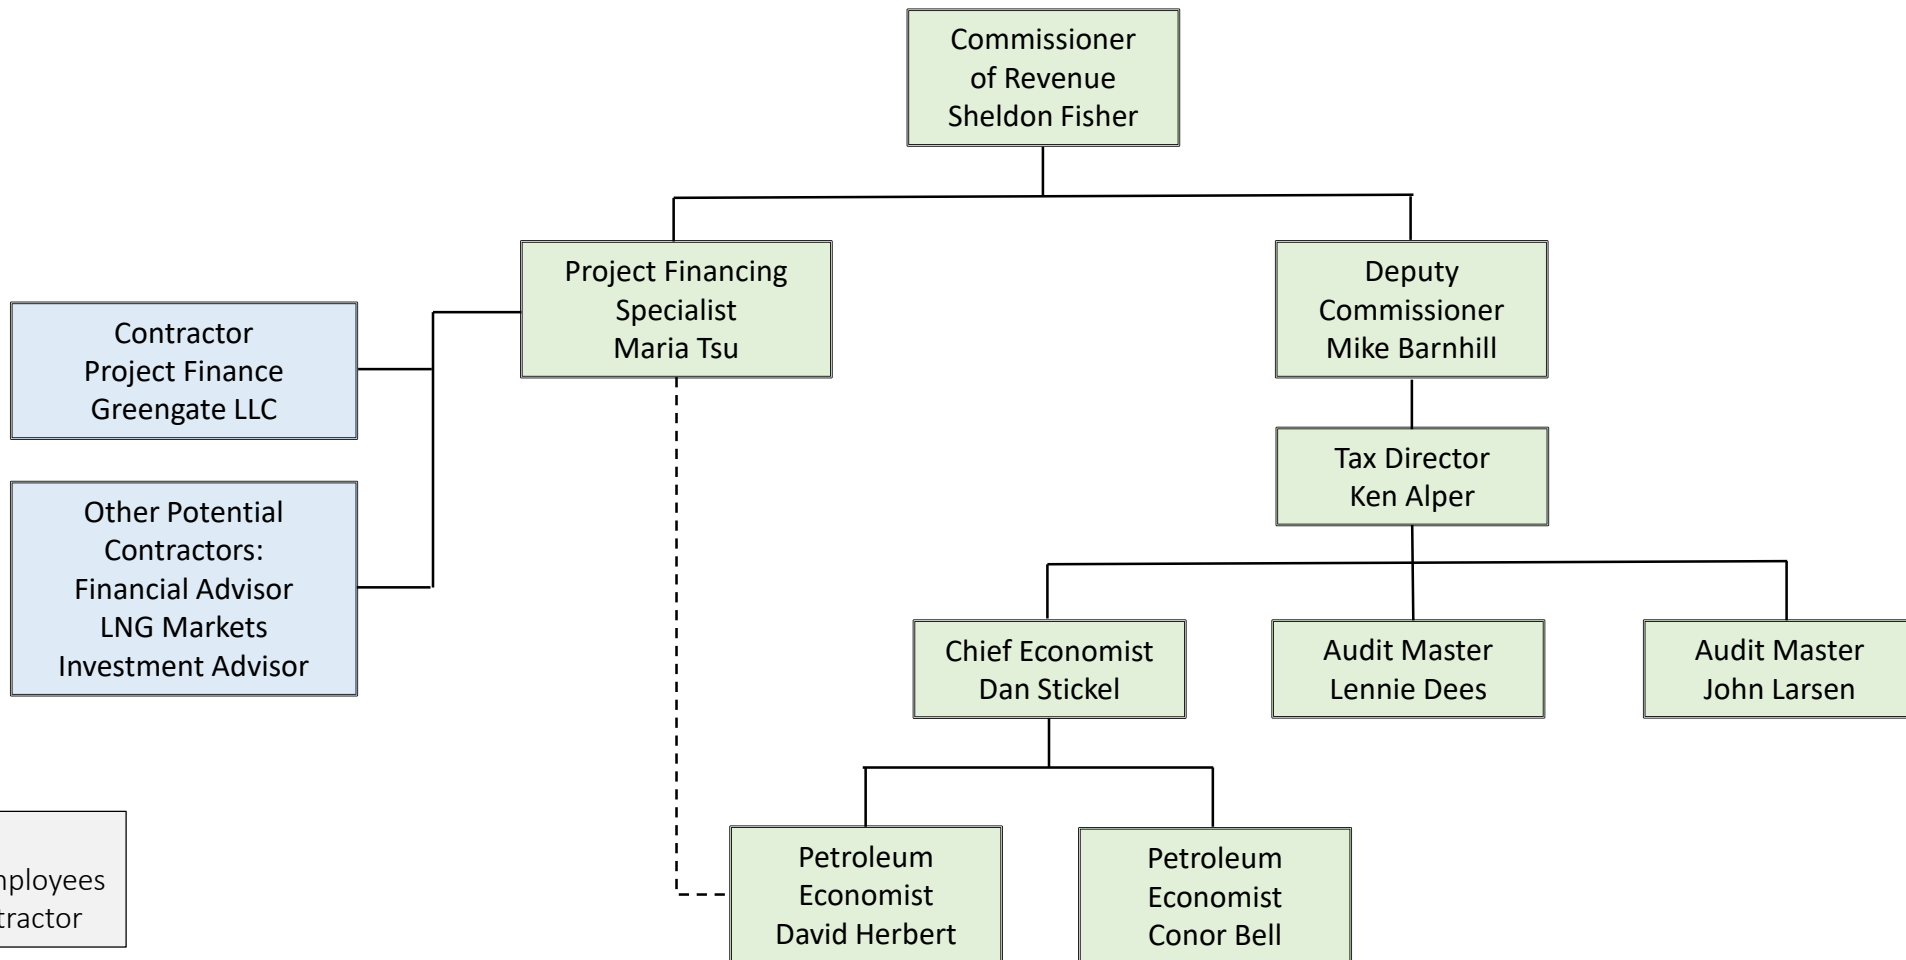 Commissioner
of Revenue
Sheldon Fisher
Project Financing
Specialist
Maria Tsu
Deputy
Commissioner
Mike Barnhill
Contractor
Project Finance
Greengate LLC
Tax Director
Ken Alper
Other Potential
Contractors:
Financial Advisor
LNG Markets
Investment Advisor
Chief Economist
Dan Stickel
Audit Master
Lennie Dees
Audit Master
John Larsen
Petroleum
Economist
David Herbert
Petroleum
Economist
Conor Bell